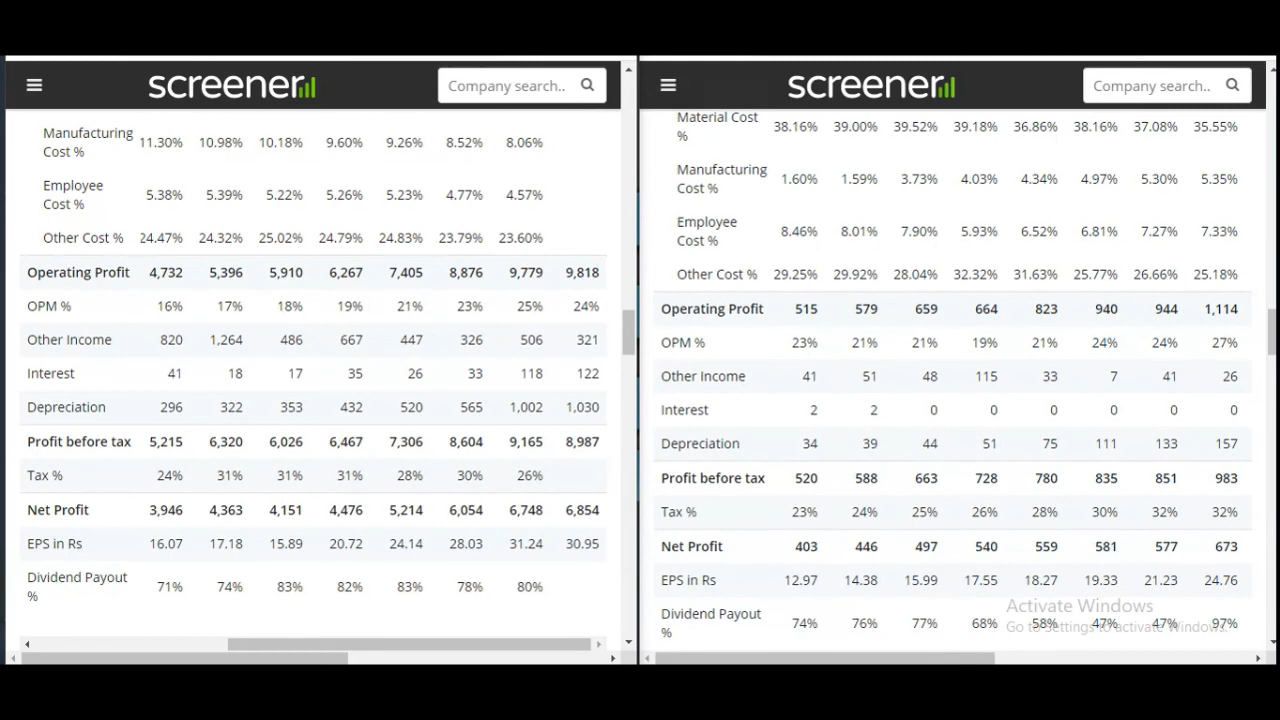 screener
Company search..
Manufacturing
Cost % 11.30% 10.98% 10.18% 9.60% 9.26% 8.52% 8.06%
Employee
Cost % 5.38% 5.39% 5.22% 5.26% 5.23% 4.77% 4.57%
Other Cost % 24.47% 24.32% 25.02% 24.79% 24.83% 23.79% 23.60%
Operating Profit 4,732 5,396 5,910 6,267 7,405 8,876 9,779 9,818
OPM % 16% 17% 18% 19% 21% 23% 25% 24%
Other Income 820 1,264 486 667 447 326 506 321
Interest 41 18 17 35 26 33 118 122
Depreciation 296 322 353 432 520 565 1,002 1,030
Profit before tax 5,215 6,320 6,026 6,467 7,306 8,604 9,165 8,987
Tax % 24% 31% 31% 31% 28% 30% 26%
Net Profit 3,946 4,363 4,151 4,476 5,214 6,054 6,748 6,854
EPS in Rs 16.07 17.18 15.89 20.72 24.14 28.03 31.24 30.95
Dividend Payout
% 71% 74% 83% 82% 83% 78% 80%
screener
Company search..
Material Cost
% 38.16% 39.00% 39.52% 39.18% 36.86% 38.16% 37.08% 35.55%
Manufacturing
Cost % 1.60% 1.59% 3.73% 4.03% 4.34% 4.97% 5.30% 5.35%
Employee
Cost % 8.46% 8.01% 7.90% 5.93% 6.52% 6.81% 7.27% 7.33%
Other Cost % 29.25% 29.92% 28.04% 32.32% 31.63% 25.77% 26.66% 25.18%
Operating Profit 515 579 659 664 823 940 944 1,114
OPM % 23% 21% 21% 19% 21% 24% 24% 27%
Other Income 41 51 48 115 33 7 41 26
Interest 2 2 0 0 0 0 0 0
Depreciation 34 39 44 51 75 111 133 157
Profit before tax 520 588 663 728 780 835 851 983
Tax % 23% 24% 25% 26% 28% 30% 32% 32%
Net Profit 403 446 497 540 559 581 577 673
EPS in Rs 12.97 14.38 15.99 17.55 18.27 19.33 21.23 24.76
Dividend Payout
% 74% 76% 77% 68% 58% 47% 47% 97%
Activate Windows
Go to Settings to activate Windows.